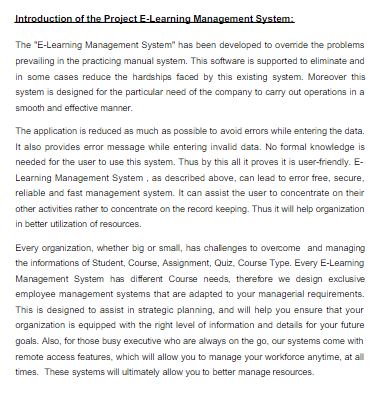 Introduction of the Project E-Learning Management System:
The "E-Learning Management System" has been developed to override the problems
prevailing in the practicing manual system. This software is supported to eliminate and
in some cases reduce the hardships faced by this existing system. Moreover this
system is designed for the particular need of the company to carry out operations in a
smooth and effective manner.
The application is reduced as much as possible to avoid errors while entering the data.
It also provides error message while entering invalid data. No formal knowledge is
needed for the user to use this system. Thus by this all it proves it is user-friendly. E-
Learning Management System , as described above, can lead to error free, secure,
reliable and fast management system. It can assist the user to concentrate on their
other activities rather to concentrate on the record keeping. Thus it will help organization
in better utilization of resources.
Every organization, whether big or small, has challenges to overcome and managing
the informations of Student, Course, Assignment, Quiz, Course Type. Every E-Learning
Management System has different Course needs, therefore we design exclusive
employee management systems that are adapted to your managerial requirements.
This is designed to assist in strategic planning, and will help you ensure that your
organization is equipped with the right level of information and details for your future
goals. Also, for those busy executive who are always on the go, our systems come with
remote access features, which will allow you to manage your workforce anytime, at all
times. These systems will ultimately allow you to better manage resources.